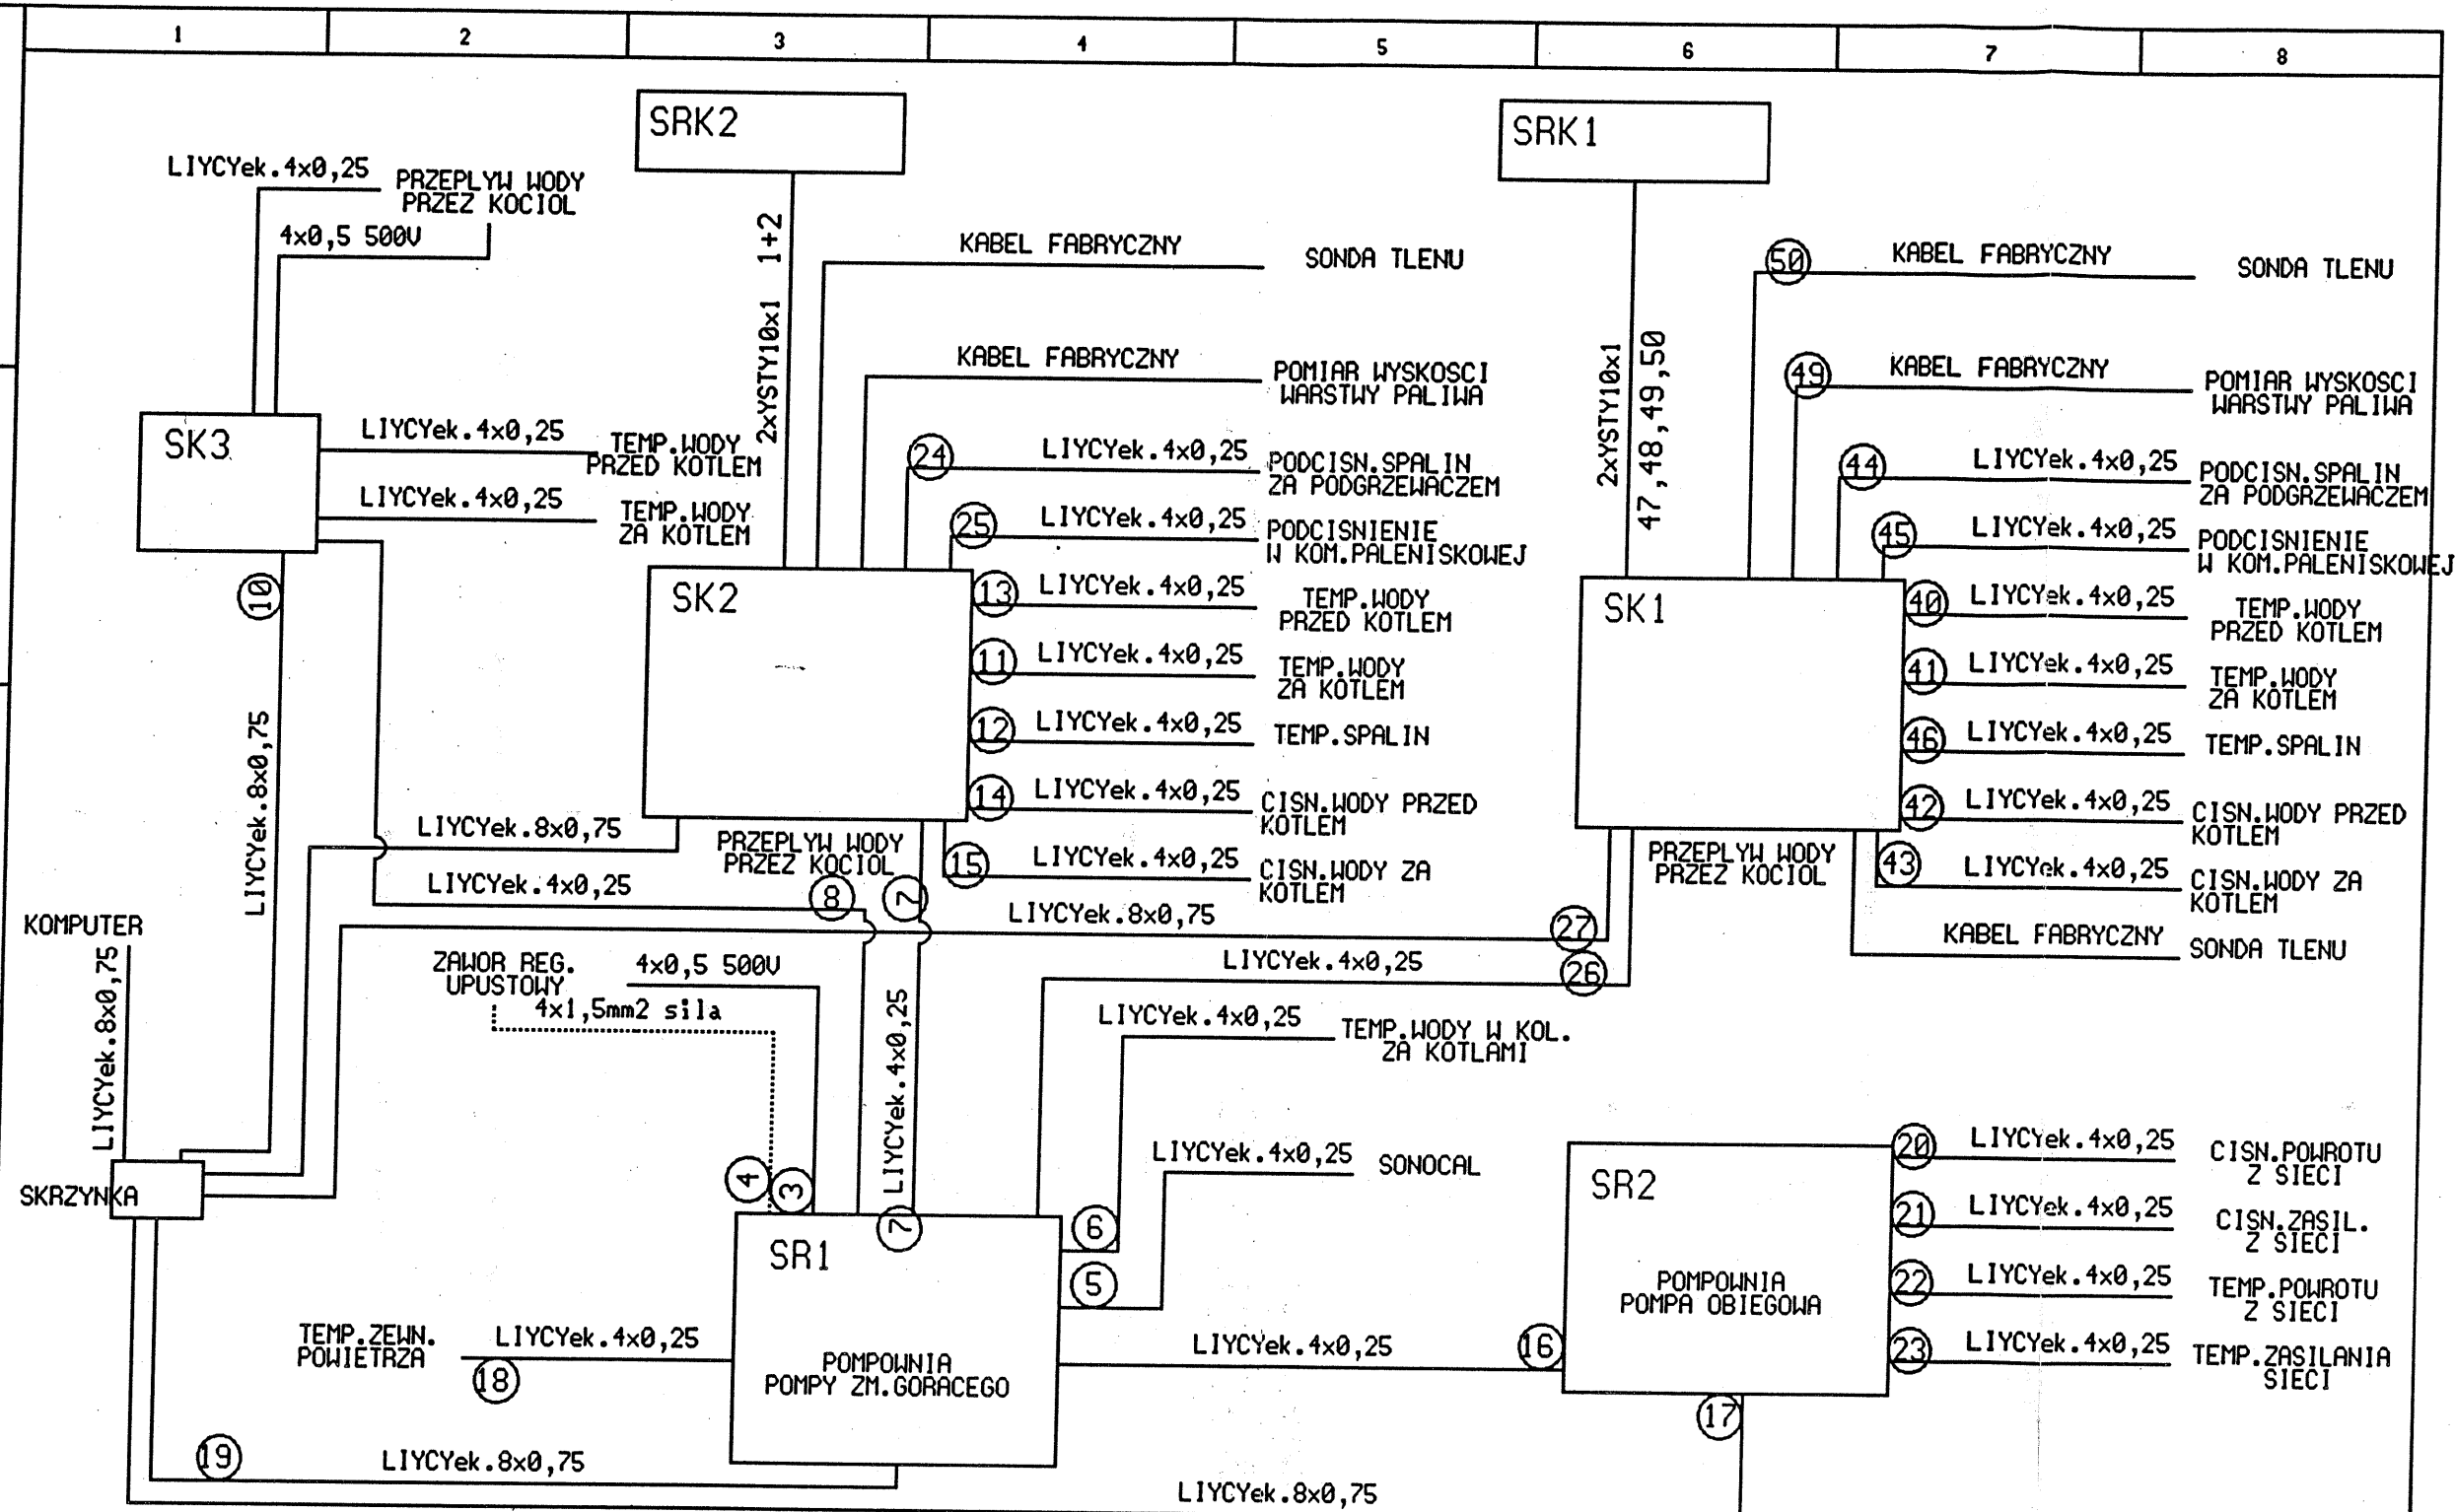 1 2 3 4 5 6 7 8
SRK2
SRK1
LIYCYek.4x0,25
PRZEPLYW WODY
PRZEZ KOCIOL
4x0,5 500V
2xYSTY10x1 1+2
KABEL FABRYCZNY
SONDA TLENU
KABEL FABRYCZNY
POMIAR WYSKOSCI
WARSTWY PALIWA
24 LIYCYek.4x0,25
PODCISN.SPALIN
ZA PODGRZEWACZEM
25 LIYCYek.4x0,25
PODCISNIENIE
W KOM.PALENISKOWEJ
2xYSTY10x1
47,48,49,50
50 KABEL FABRYCZNY
SONDA TLENU
49 KABEL FABRYCZNY
POMIAR WYSKOSCI
WARSTWY PALIWA
44 LIYCYek.4x0,25
PODCISN.SPALIN
ZA PODGRZEWACZEM
45 LIYCYek.4x0,25
PODCISNIENIE
W KOM.PALENISKOWEJ
SK3
LIYCYek.4x0,25
TEMP.WODY
PRZED KOTLEM
LIYCYek.4x0,25
TEMP.WODY
ZA KOTLEM
10
LIYCYek.8x0,75
SK2
13 LIYCYek.4x0,25
TEMP.WODY
PRZED KOTLEM
11 LIYCYek.4x0,25
TEMP.WODY
ZA KOTLEM
12 LIYCYek.4x0,25
TEMP.SPALIN
14 LIYCYek.4x0,25
CISN.WODY PRZED
KOTLEM
15 LIYCYek.4x0,25
CISN.WODY ZA
KOTLEM
SK1
40 LIYCYek.4x0,25
TEMP.WODY
PRZED KOTLEM
41 LIYCYek.4x0,25
TEMP.WODY
ZA KOTLEM
46 LIYCYek.4x0,25
TEMP.SPALIN
42 LIYCYek.4x0,25
CISN.WODY PRZED
KOTLEM
43 LIYCYek.4x0,25
CISN.WODY ZA
KOTLEM
KABEL FABRYCZNY
SONDA TLENU
LIYCYek.8x0,75
PRZEPLYW WODY
PRZEZ KOCIOL
LIYCYek.4x0,25
8
7
PRZEPLYW WODY
PRZEZ KOCIOL
LIYCYek.8x0,75
27
LIYCYek.4x0,25
26
KOMPUTER
LIYCYek.8x0,75
ZAWOR REG.
UPUSTOWY
4x0,5 500V
4x1,5mm2 sila
LIYCYek.4x0,25
LIYCYek.4x0,25
TEMP.WODY W KOL.
ZA KOTLAMI
LIYCYek.4x0,25 SONOCAL
SKRZYNKA
4
3
7
6
5
SR1
POMPOWNIA
POMPY ZM.GORACEGO
TEMP.ZEWN.
POWIETRZA
LIYCYek.4x0,25
18
LIYCYek.4x0,25
16
SR2
POMPOWNIA
POMPA OBIEGOWA
20 LIYCYek.4x0,25
CISN.POWROTU
Z SIECI
21 LIYCYek.4x0,25
CISN.ZASIL.
Z SIECI
22 LIYCYek.4x0,25
TEMP.POWROTU
Z SIECI
23 LIYCYek.4x0,25
TEMP.ZASILANIA
SIECI
17
19
LIYCYek.8x0,75
LIYCYek.8x0,75